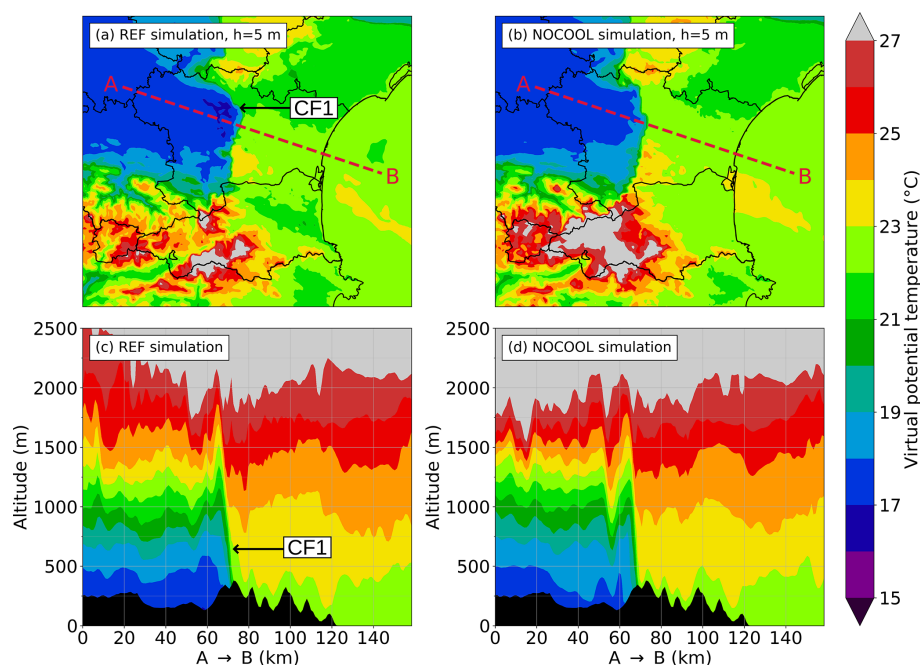 (a) REF simulation, h=5 m
(b) NOCOOL simulation, h=5 m
A
CF1
B
A
B
2500
2000
1500
1000
500
0
Altitude (m)
(c) REF simulation
CF1
0 20 40 60 80 100 120 140
A → B (km)
2500
2000
1500
1000
500
0
Altitude (m)
(d) NOCOOL simulation
0 20 40 60 80 100 120 140
A → B (km)
27
25
23
21
19
17
15
Virtual potential temperature (°C)